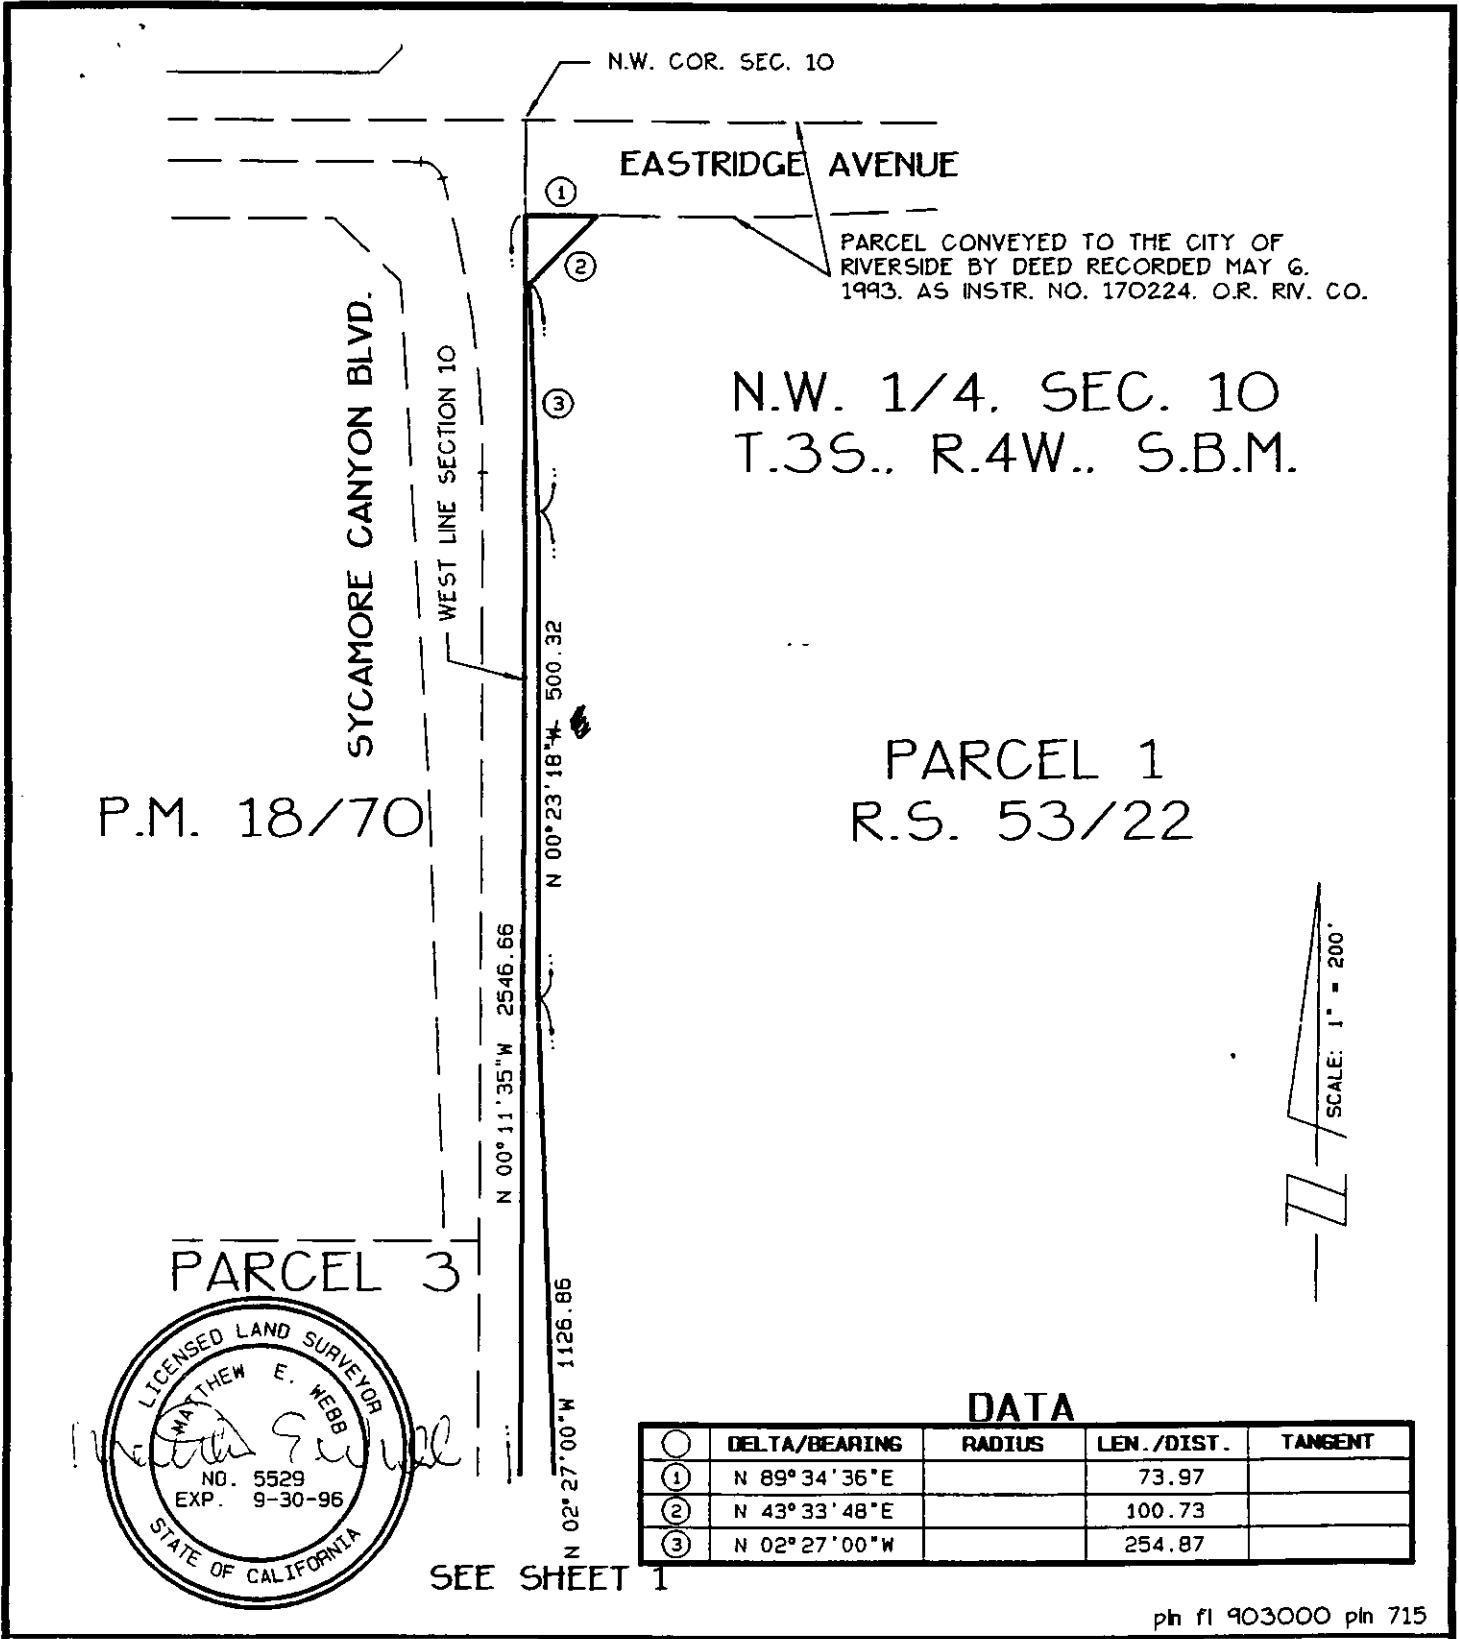 N.W. COR. SEC. 10
EASTRIDGE AVENUE
1
2
PARCEL CONVEYED TO THE CITY OF
RIVERSIDE BY DEED RECORDED MAY 6.
1993. AS INSTR. NO. 170224. O.R. RIV. CO.
SYCAMORE CANYON BLVD.
WEST LINE SECTION 10
3
N.W. 1/4. SEC. 10
T.3S.. R.4W.. S.B.M.
N 00°23'18"W 500.32
PARCEL 1
R.S. 53/22
P.M. 18/70
N 00°11'35"W 2546.66
SCALE: 1" = 200'
N
PARCEL 3
N 02°27'00"W 1126.86
LICENSED LAND SURVEYOR
MATTHEW E. WEBB
NO. 5529
EXP. 9-30-96
STATE OF CALIFORNIA
SEE SHEET 1
DATA
DELTA/BEARING RADIUS LEN./DIST. TANGENT
1 N 89°34'36"E 73.97
2 N 43°33'48"E 100.73
3 N 02°27'00"W 254.87
pln fl 903000 pln 715